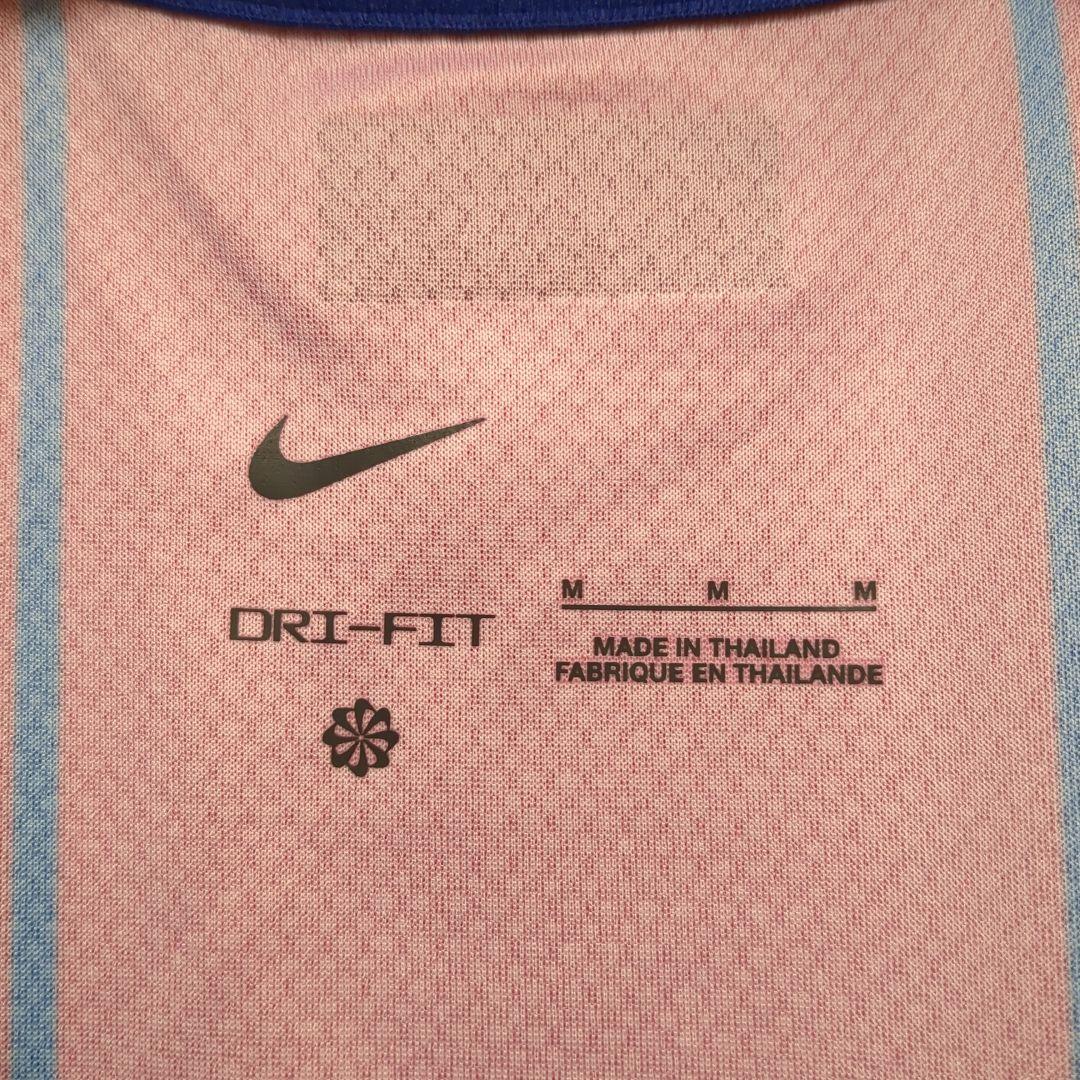 DRI-FIT
M M M
MADE IN THAILAND
FABRIQUE EN THAILANDE